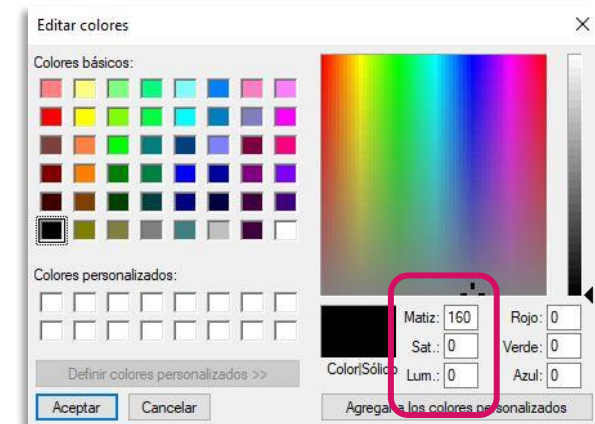 Editar colores
Colores básicos:
Colores personalizados:
Matiz: 160 Rojo: 0
Sat.: 0 Verde: 0
Color|Sólido Lum.: 0 Azul: 0
Definir colores personalizados >>
Aceptar Cancelar Agregar a los colores personalizados